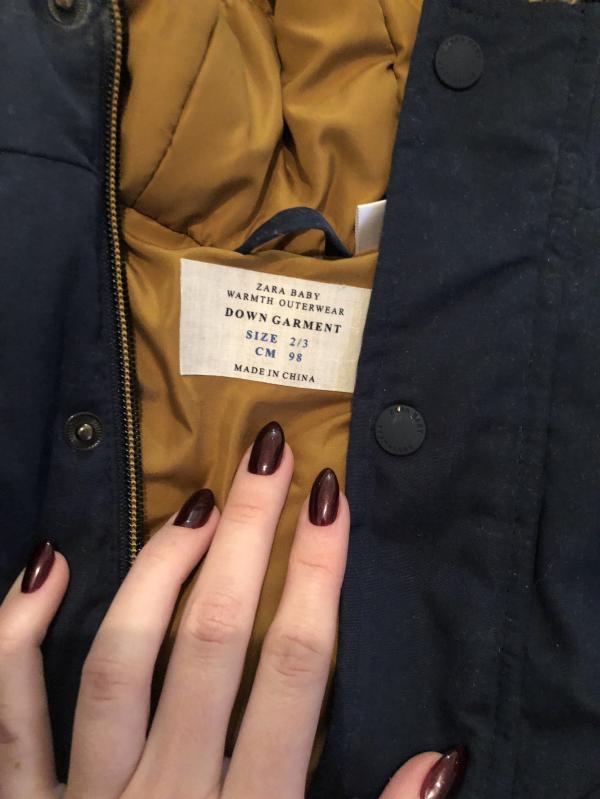 ZARA BABY
WARMTH OUTERWEAR
DOWN GARMENT
SIZE 2/3
CM 98
MADE IN CHINA